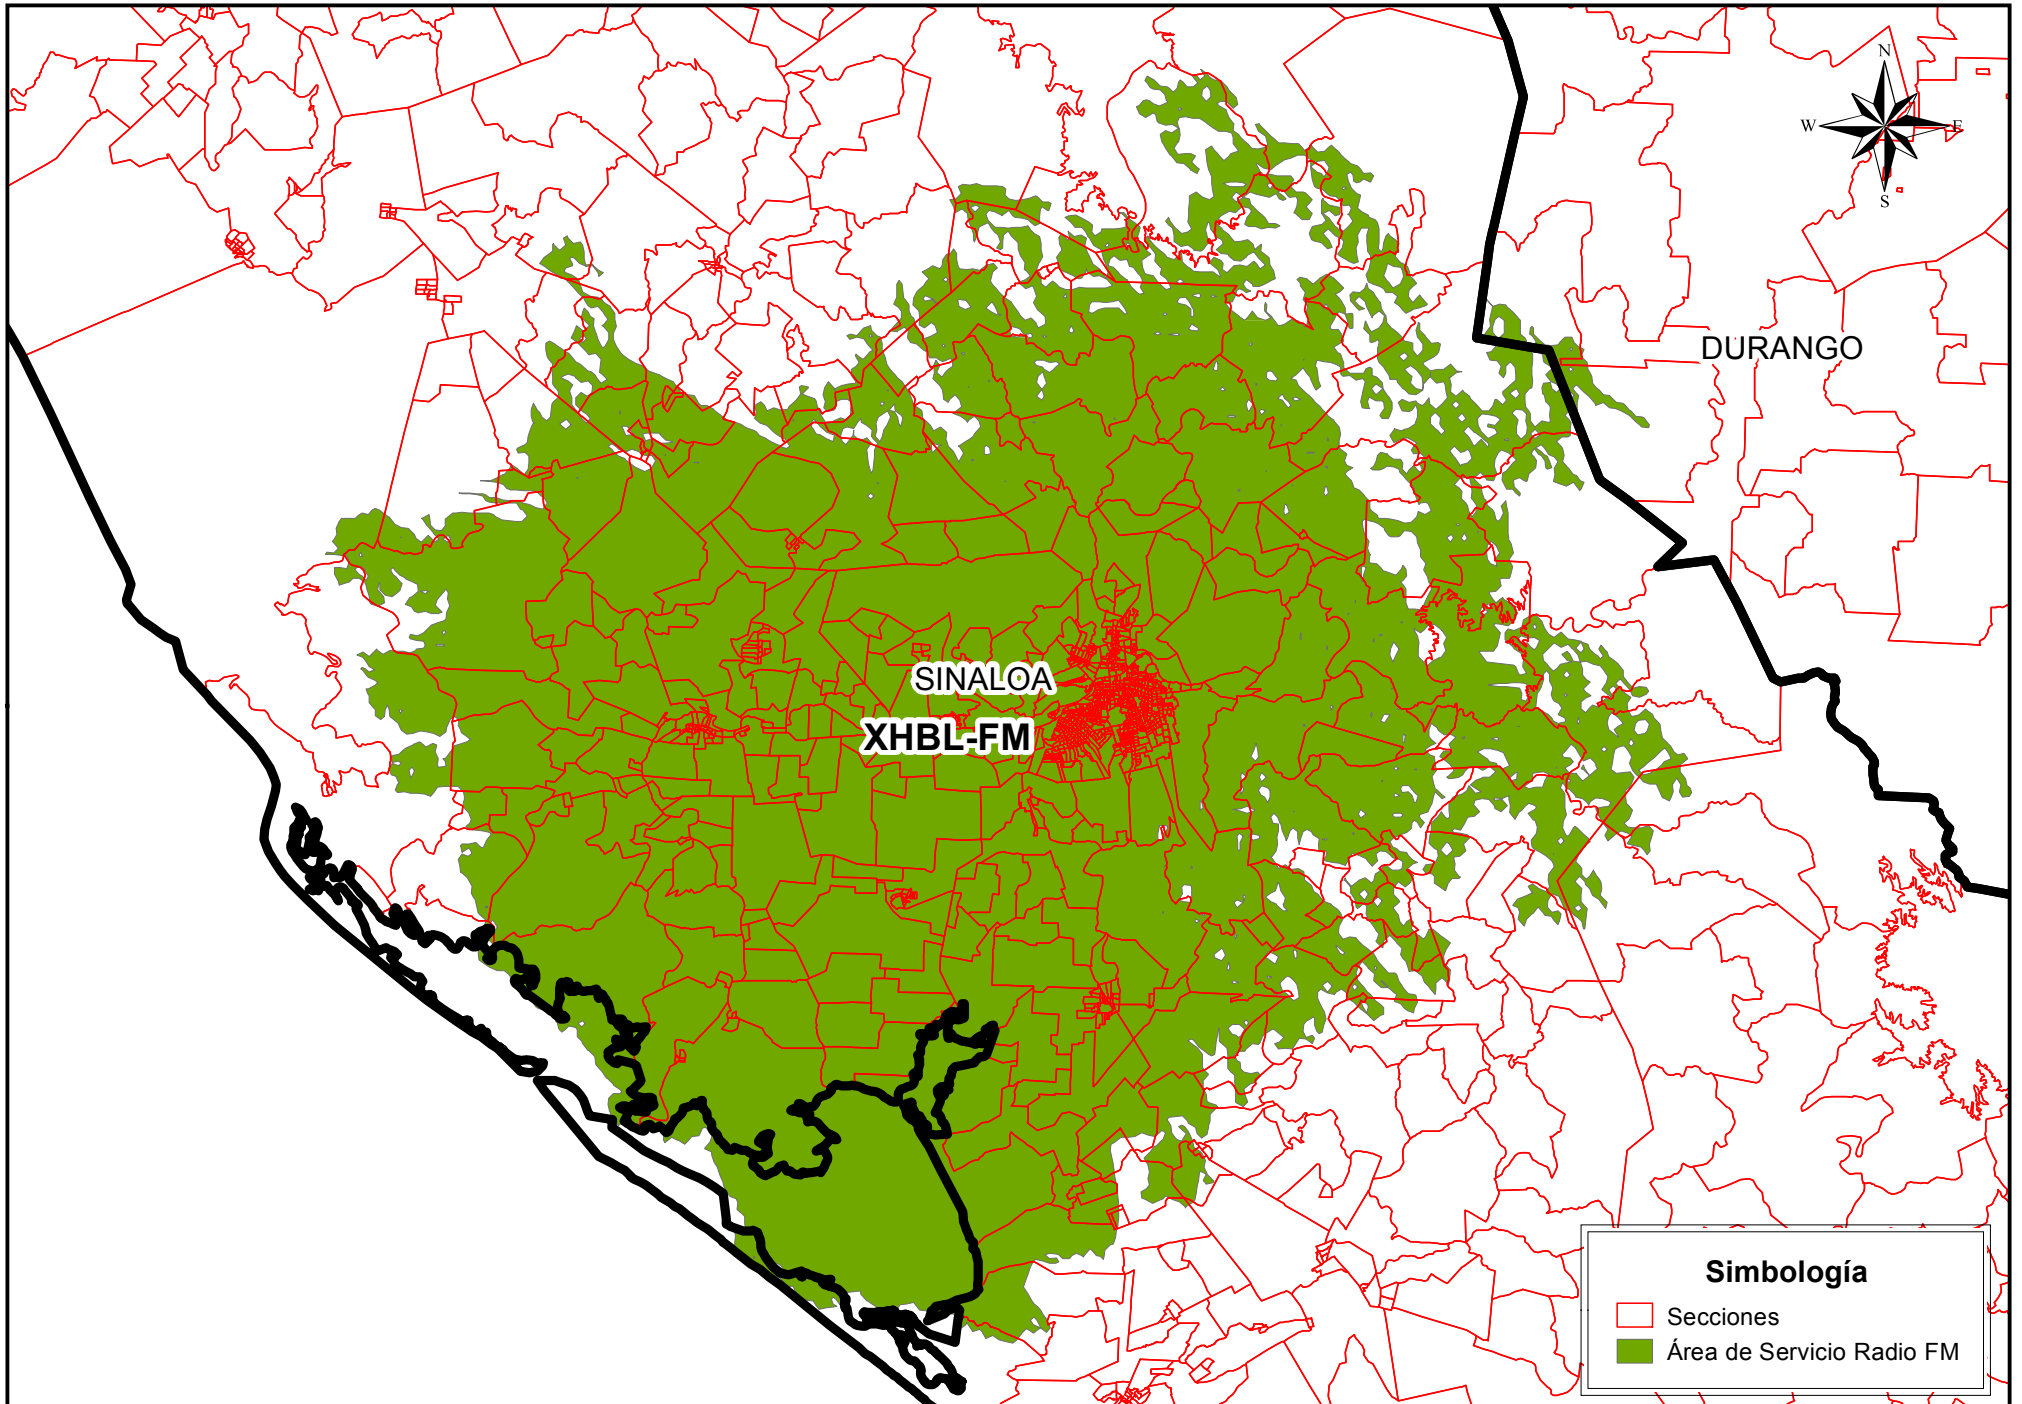 N
W E
S
DURANGO
SINALOA
XHBL-FM
Simbología
Secciones
Área de Servicio Radio FM